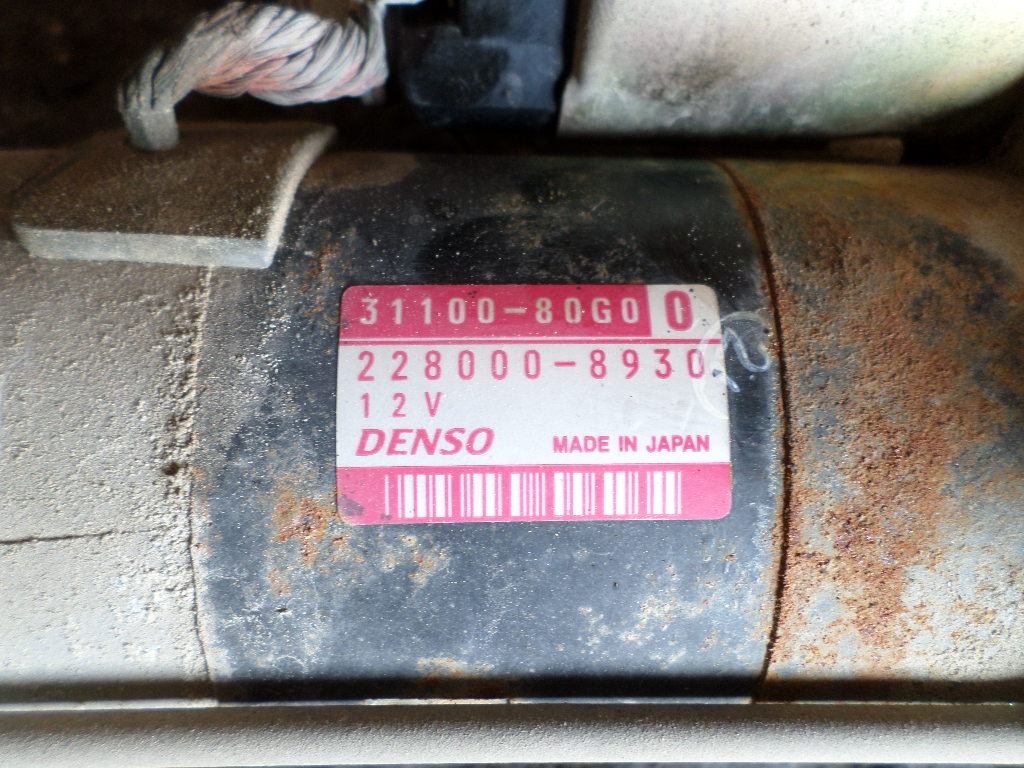 31100-80G0 0
228000-8930
12V
DENSO MADE IN JAPAN